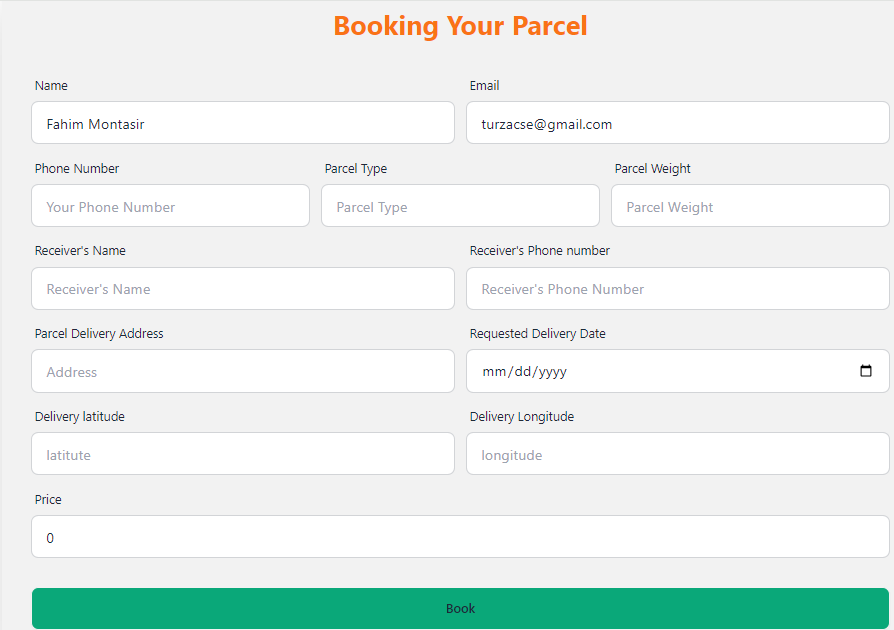 Booking Your Parcel
Name Email
Fahim Montasir turzacse@gmail.com
Phone Number Parcel Type Parcel Weight
Your Phone Number Parcel Type Parcel Weight
Receiver's Name Receiver's Phone number
Receiver's Name Receiver's Phone Number
Parcel Delivery Address Requested Delivery Date
Address mm/dd/yyyy
Delivery latitude Delivery Longitude
latitute longitude
Price
0
Book